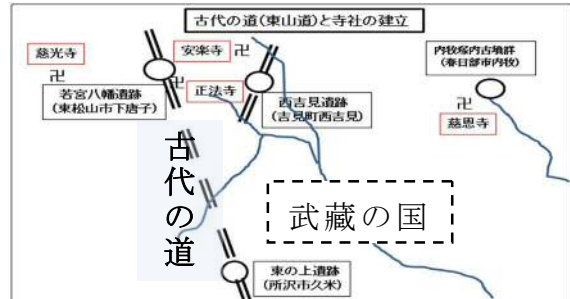 古代の道(東山道)と寺社の建立
慈光寺
卍
安楽寺
卍
内牧塚内古墳群
(春日部市内牧)
若宮八幡遺跡
(東松山市下唐子)
卍
正法寺
西吉見遺跡
(吉見町西吉見)
卍
慈恩寺
古代の道
武蔵の国
東の上遺跡
(所沢市久米)